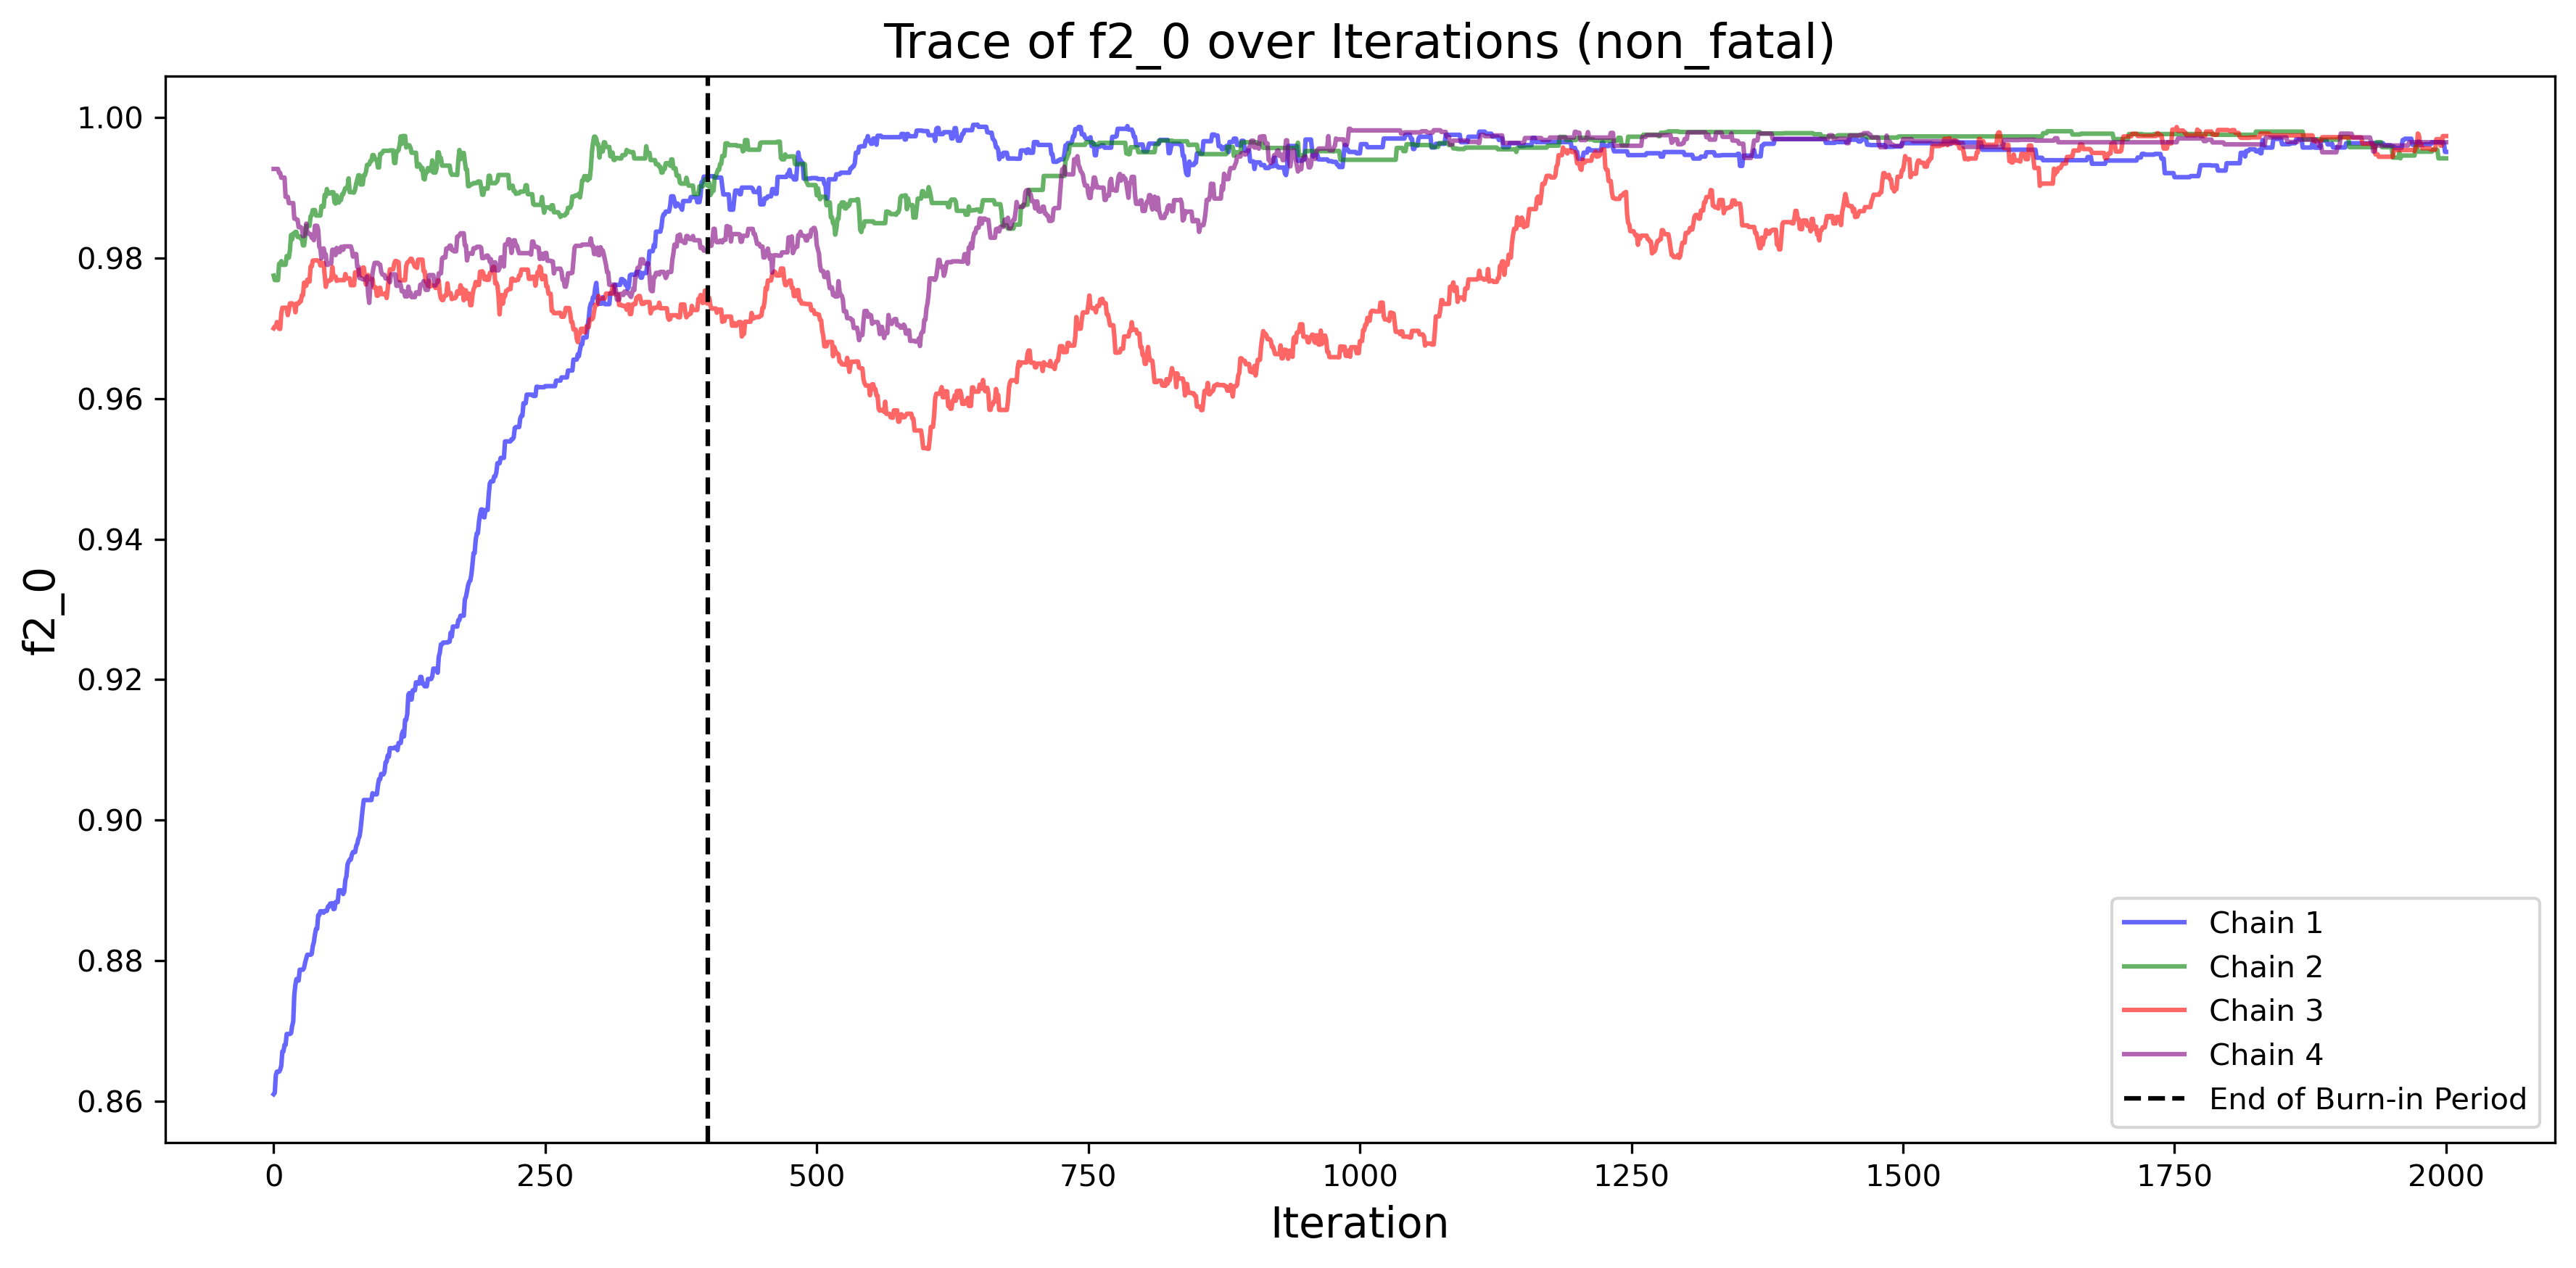 Trace of f2_0 over Iterations (non_fatal)
1.00
0.98
0.96
0.94
0.92
0.90
0.88
0.86
f2_0
Chain 1
Chain 2
Chain 3
Chain 4
End of Burn-in Period
0 250 500 750 1000 1250 1500 1750 2000
Iteration